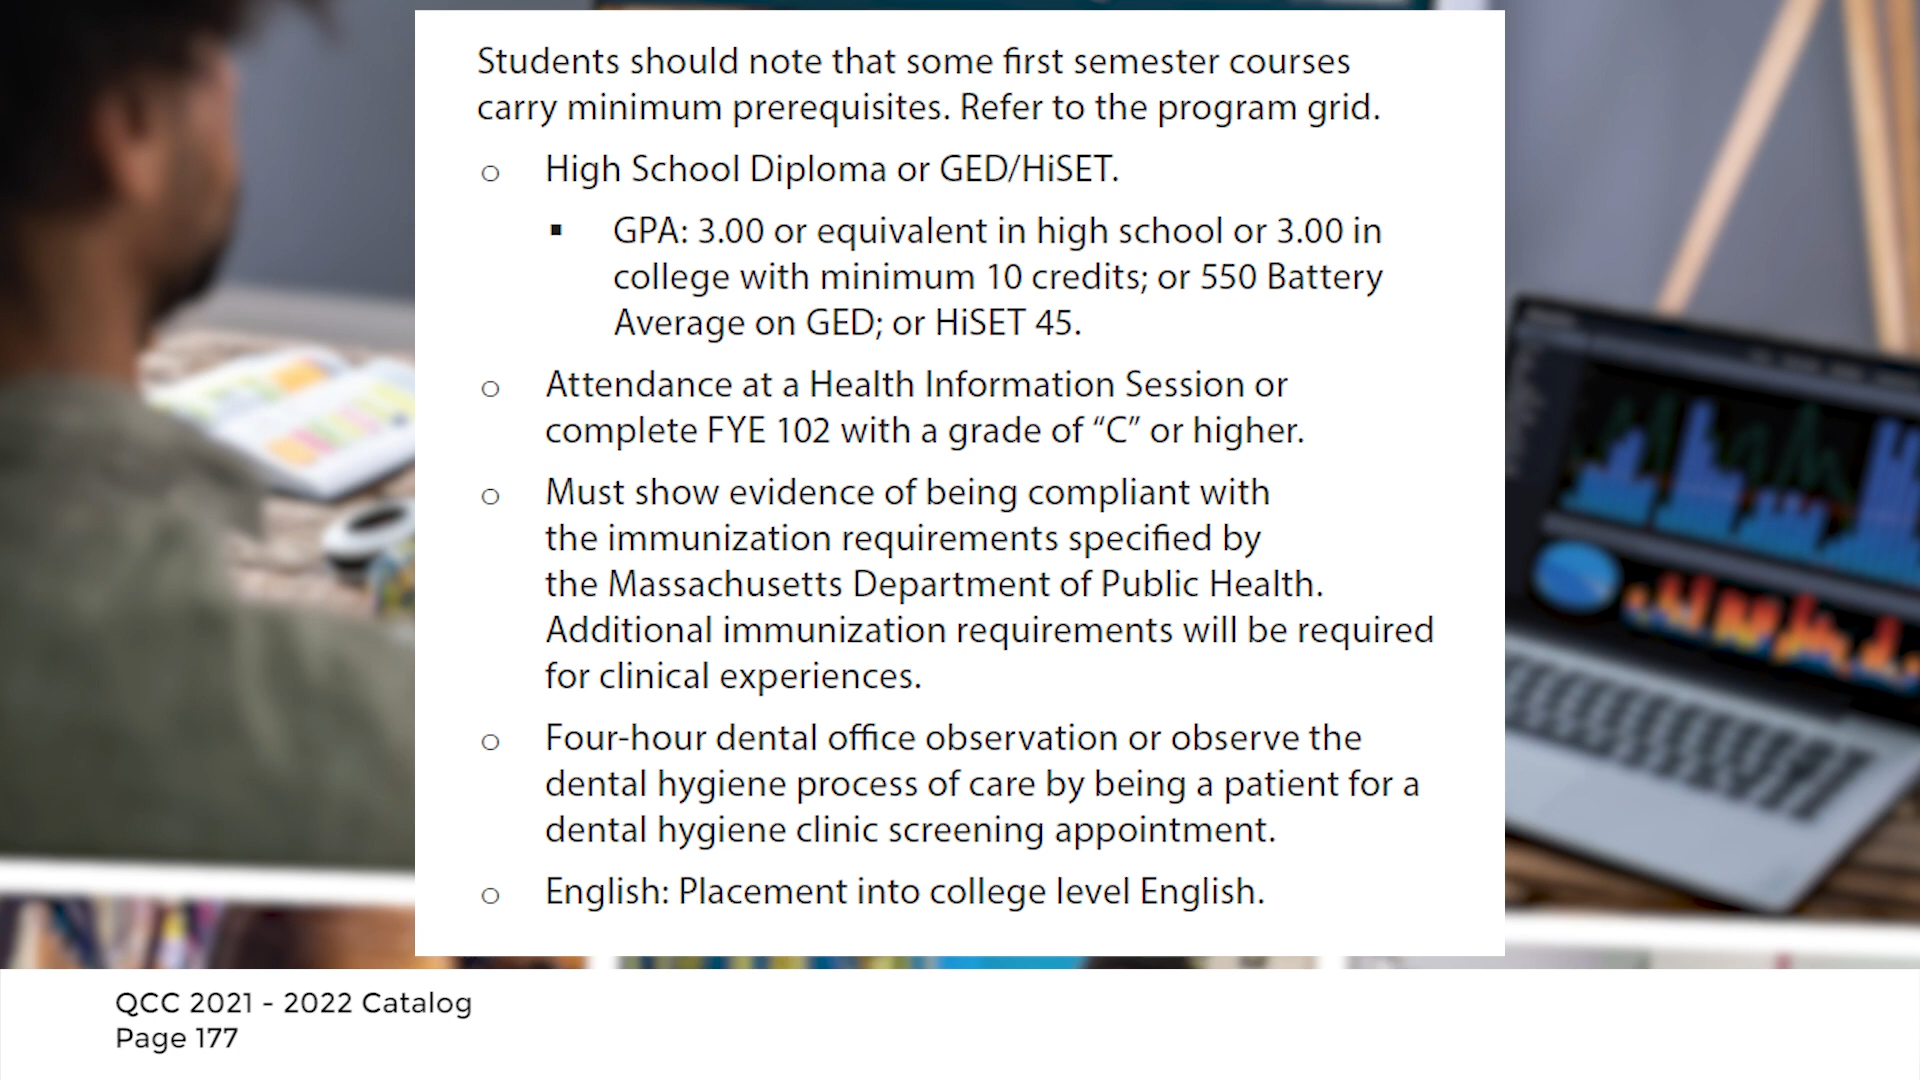 Students should note that some first semester courses
carry minimum prerequisites. Refer to the program grid.
o High School Diploma or GED/HiSET.
▪ GPA: 3.00 or equivalent in high school or 3.00 in
college with minimum 10 credits; or 550 Battery
Average on GED; or HiSET 45.
o Attendance at a Health Information Session or
complete FYE 102 with a grade of “C” or higher.
o Must show evidence of being compliant with
the immunization requirements specified by
the Massachusetts Department of Public Health.
Additional immunization requirements will be required
for clinical experiences.
o Four-hour dental office observation or observe the
dental hygiene process of care by being a patient for a
dental hygiene clinic screening appointment.
o English: Placement into college level English.
QCC 2021 - 2022 Catalog
Page 177